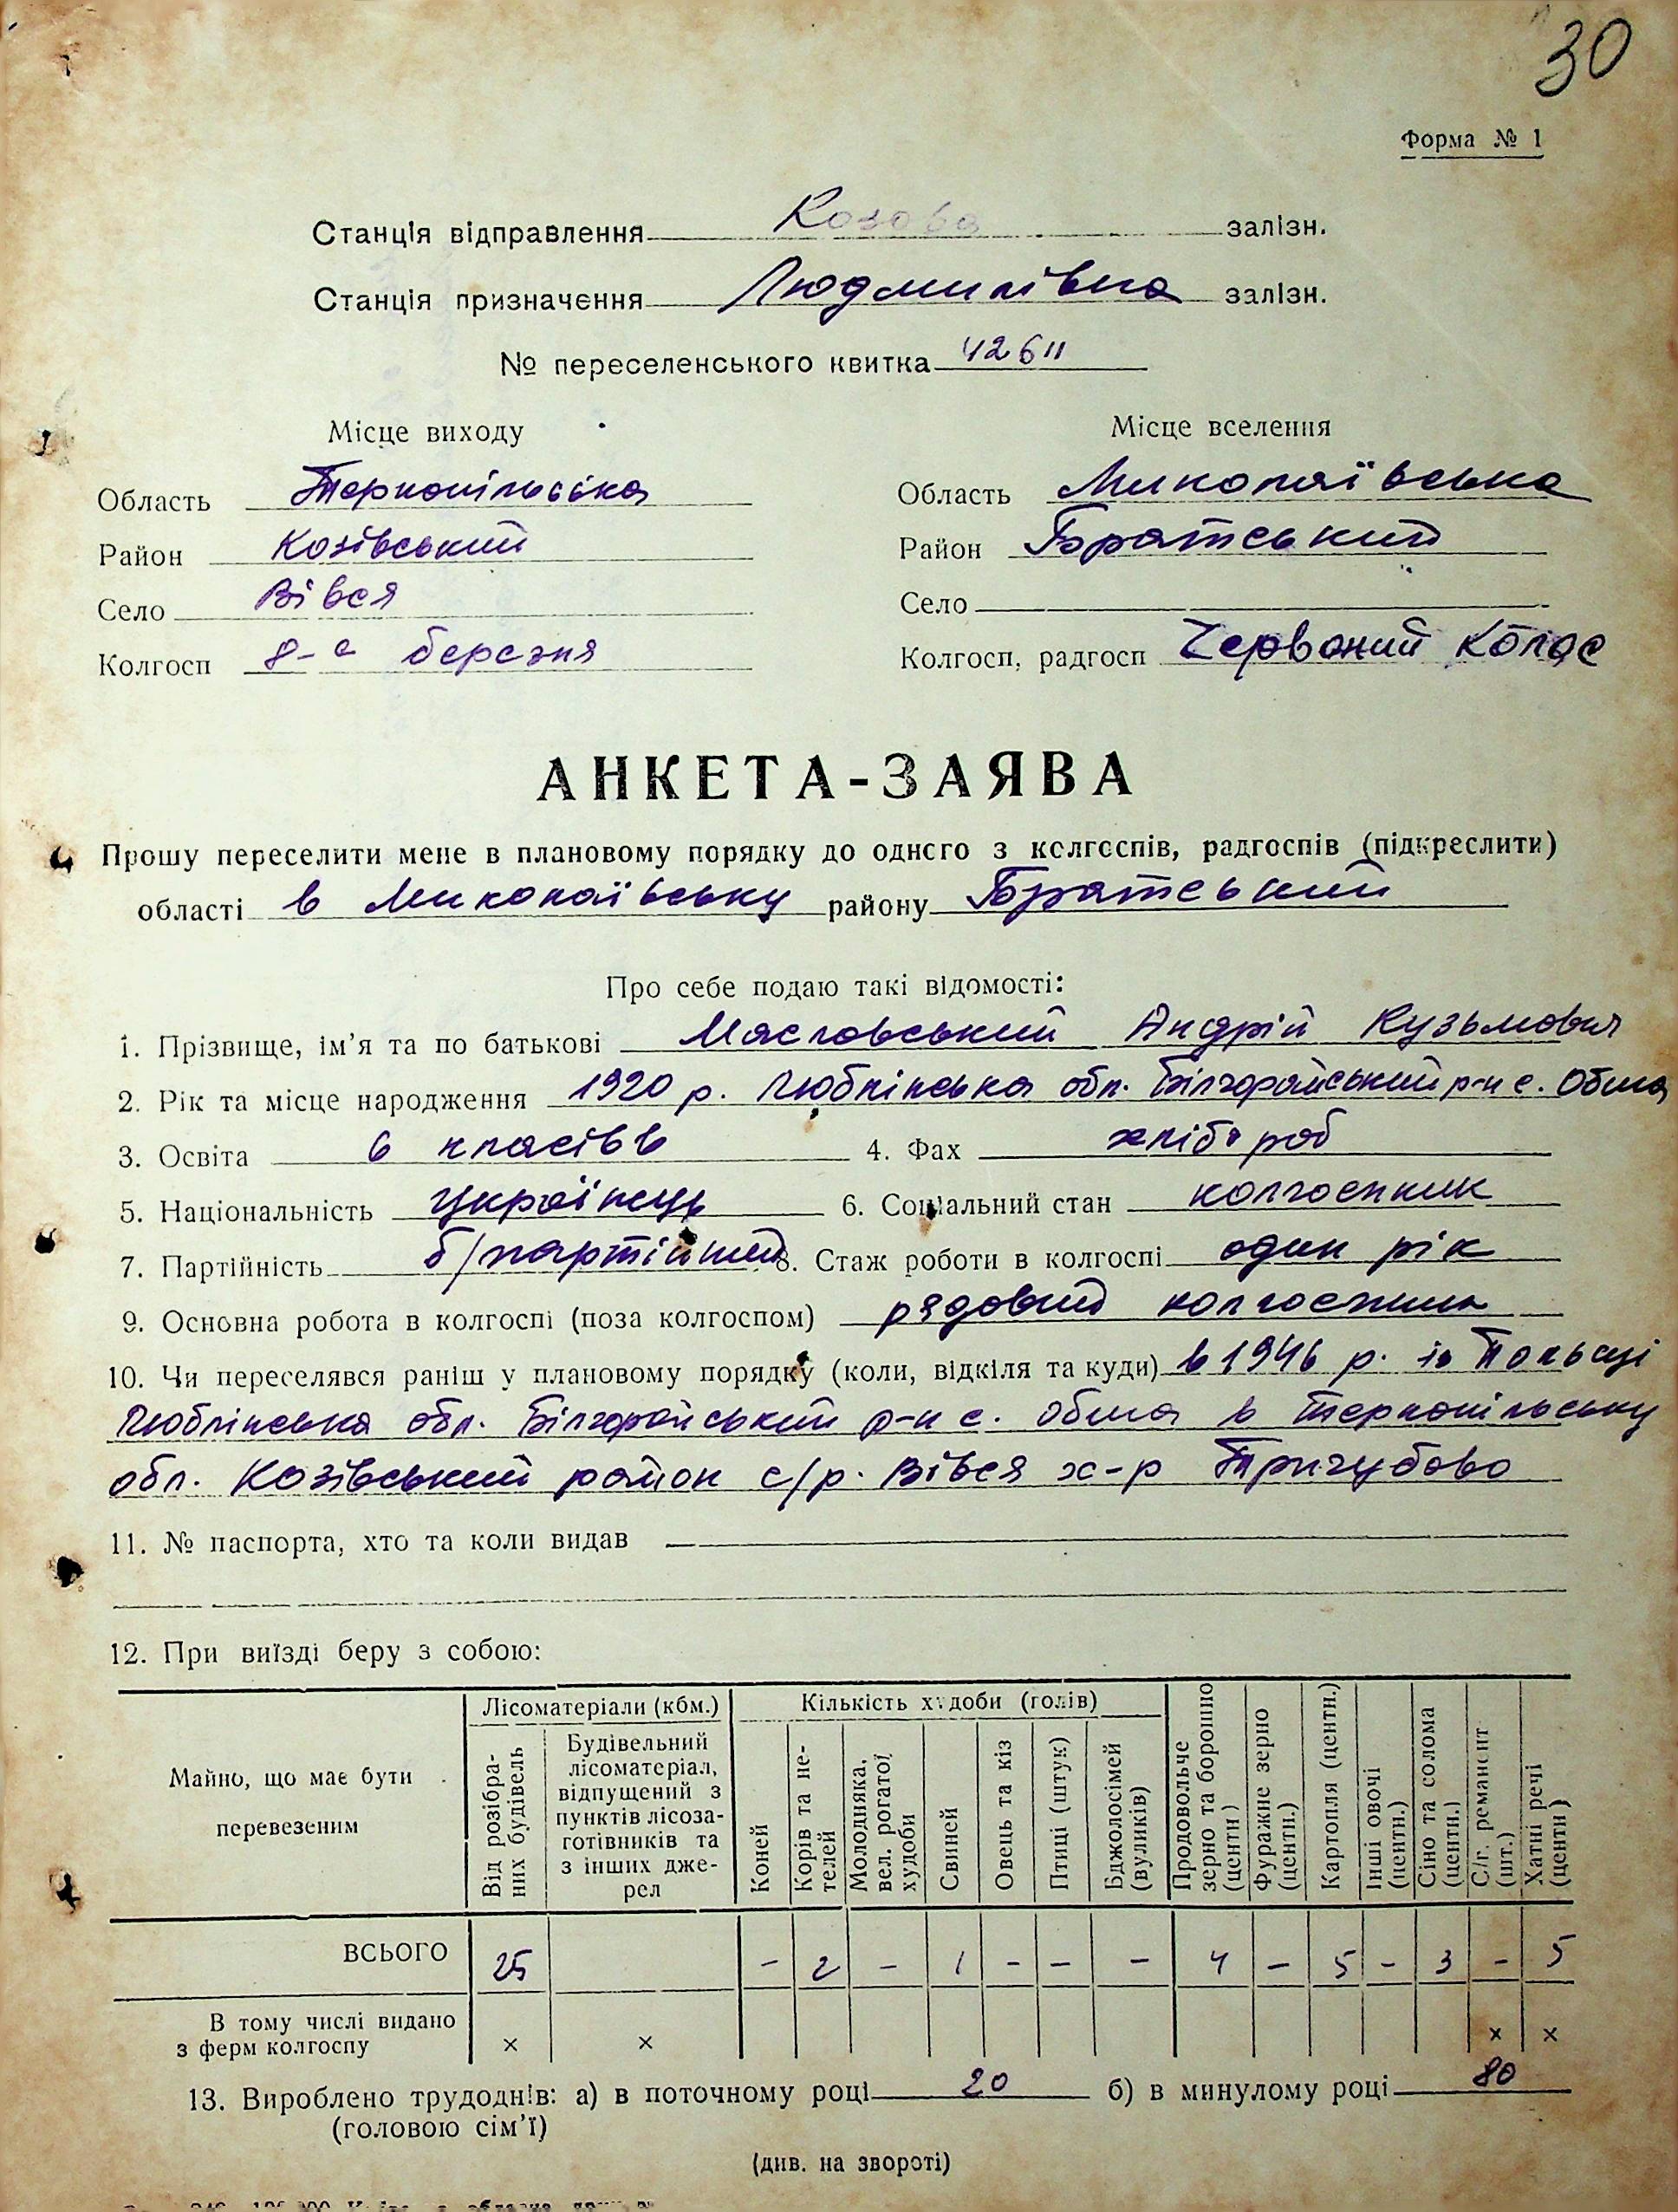 30
Форма № 1
Станція відправлення Козова залізн.
Станція призначення Людмилівка залізн.
№ переселенського квитка 42611
Місце виходу Місце вселення
Область Тернопільська Область Миколаївська
Район Козівський Район Братський
Село Вівся Село
Колгосп 8-е березня Колгосп, радгосп Червоний Колос
АНКЕТА-ЗАЯВА
Прошу переселити мене в плановому порядку до одного з колгоспів, радгоспів (підкреслити)
області в Миколаївську району Братський
Про себе подаю такі відомості:
1. Прізвище, ім'я та по батькові Масловський Андрій Кузьмович
2. Рік та місце народження 1920 р. Люблінська обл. Білгорайський р-н с. Обша
3. Освіта 6 класівв 4. Фах хлібороб
5. Національність Українець 6. Соціальний стан колгоспник
7. Партійність б/партійний 8. Стаж роботи в колгоспі один рік
9. Основна робота в колгоспі (поза колгоспом) рядовий колгоспник
10. Чи переселявся раніш у плановому порядку (коли, відкіля та куди) в 1946 р. із Польщі
Люблінська обл. Білгорайський р-н с. Обша в Тернопільську
обл. Козівський район с/р. Вівся х-р Тригубово
11. № паспорта, хто та коли видав —
12. При виїзді беру з собою:
Майно, що має бути перевезеним
Лісоматеріали (кбм.)
Від розібраних будівель
Будівельний лісоматеріал, відпущений з пунктів лісозаготівників та з інших джерел
Кількість худоби (голів)
Коней
Корів та нетелей
Молодняка, вел. рогатої худоби
Свиней
Овець та кіз
Птиці (штук)
Бджолосімей (вуликів)
Продовольче зерно та борошно (центн)
Фуражне зерно (центн.)
Картопля (центн.)
Інші овочі (центн.)
Сіно та солома (центн.)
С/г. реманент (шт.)
Хатні речі (центн)
ВСЬОГО 25 - 2 - 1 - - - 4 - 5 - 3 - 5
В тому числі видано
з ферм колгоспу × × × ×
13. Вироблено трудоднів: а) в поточному році 20 б) в минулому році 80
(головою сім'ї)
(див. на звороті)